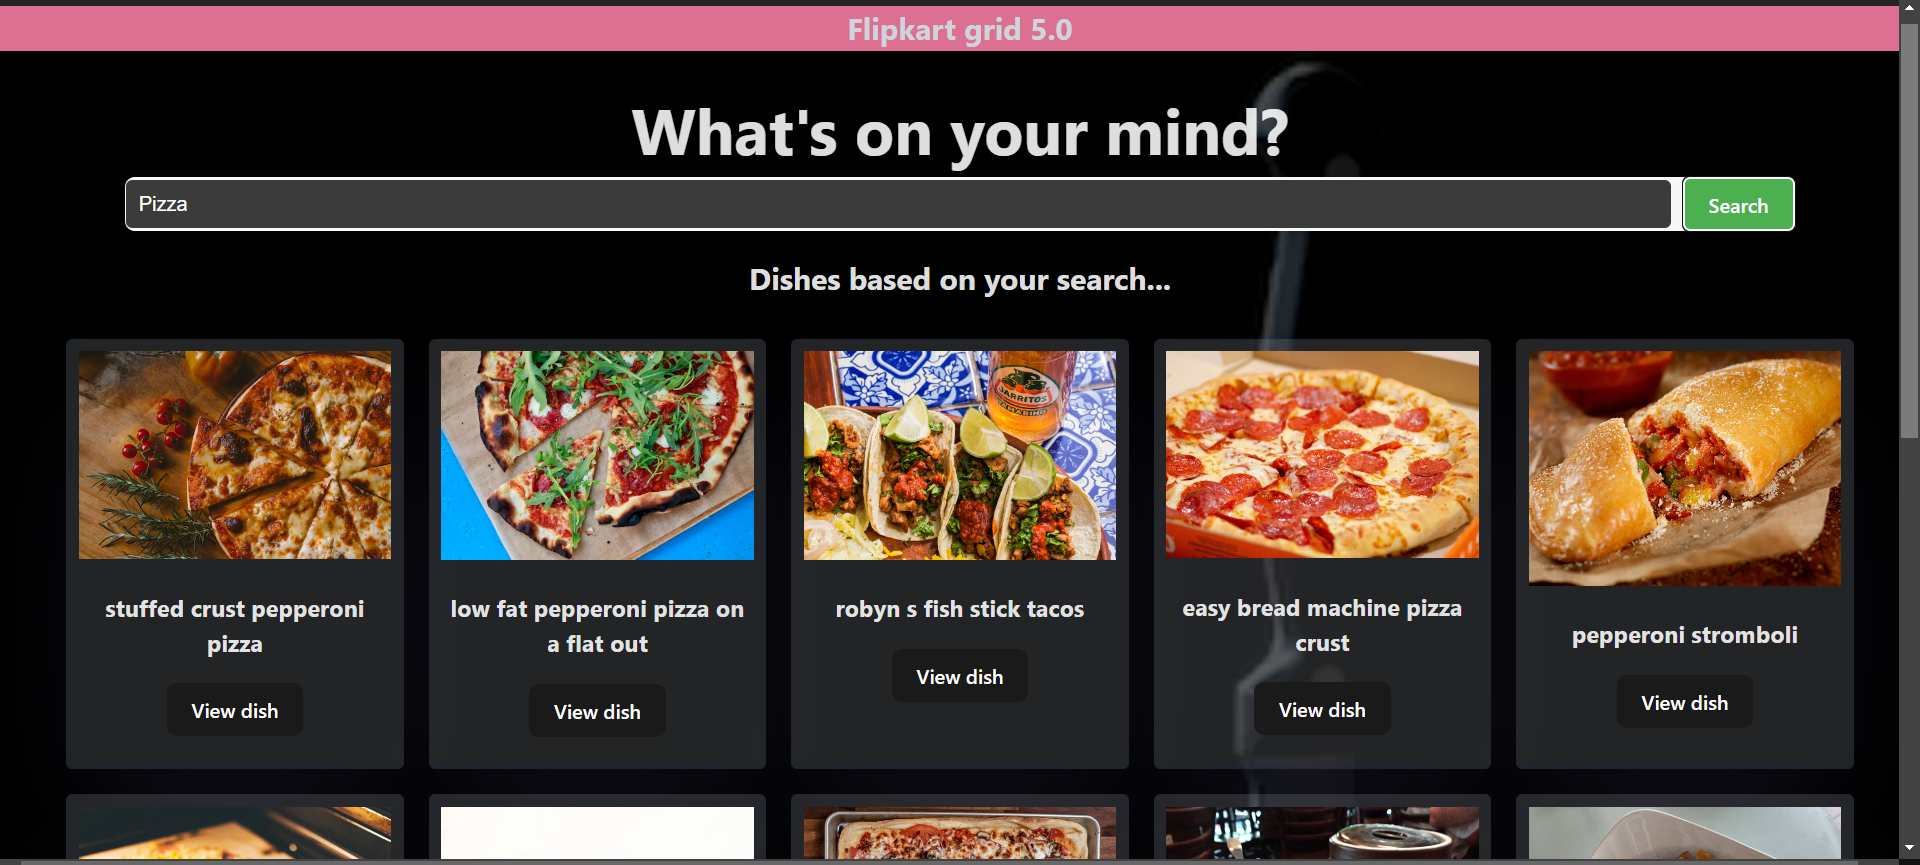 Flipkart grid 5.0
What's on your mind?
Pizza
Search
Dishes based on your search...
stuffed crust pepperoni
pizza
View dish
low fat pepperoni pizza on
a flat out
View dish
JARRITOS
TAMARINDO
robyn s fish stick tacos
View dish
easy bread machine pizza
crust
View dish
pepperoni stromboli
View dish